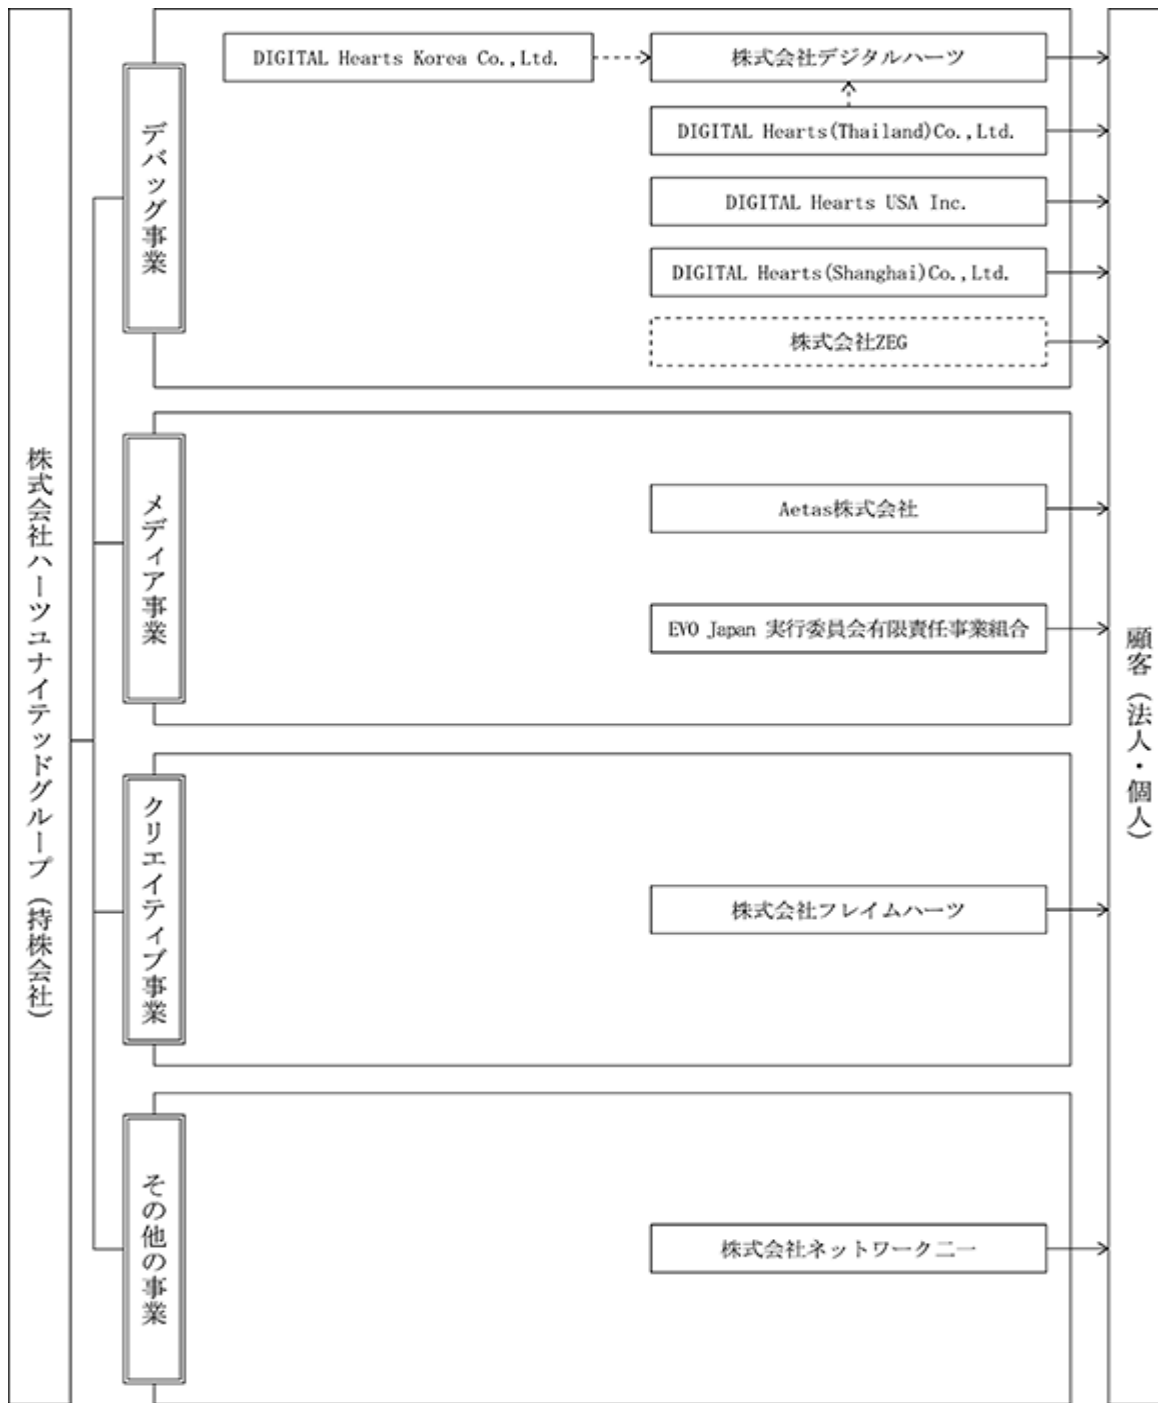 株式会社ハーツユナイテッドグループ（持株会社）
デバッグ事業
DIGITAL Hearts Korea Co.,Ltd.
株式会社デジタルハーツ
DIGITAL Hearts(Thailand)Co.,Ltd.
DIGITAL Hearts USA Inc.
DIGITAL Hearts(Shanghai)Co.,Ltd.
株式会社ZEG
メディア事業
Aetas株式会社
EVO Japan 実行委員会有限責任事業組合
クリエイティブ事業
株式会社フレイムハーツ
その他の事業
株式会社ネットワーク二一
顧客（法人・個人）